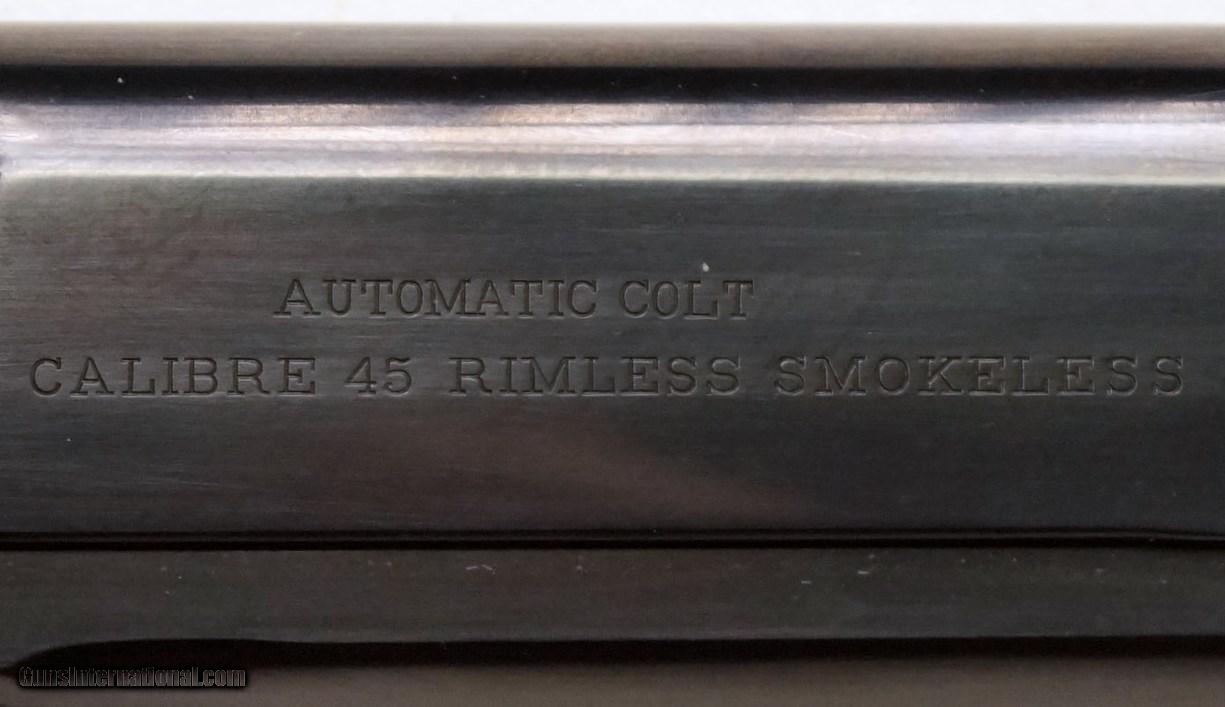 AUTOMATIC COLT
CALIBRE 45 RIMLESS SMOKELESS
GunsInternational.com